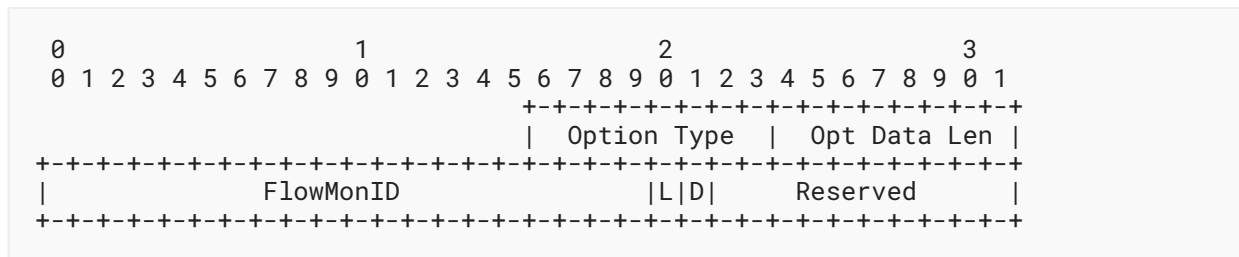 0                   1                   2                   3
 0 1 2 3 4 5 6 7 8 9 0 1 2 3 4 5 6 7 8 9 0 1 2 3 4 5 6 7 8 9 0 1
                                +-+-+-+-+-+-+-+-+-+-+-+-+-+-+-+-+
                                |  Option Type  |  Opt Data Len |
+-+-+-+-+-+-+-+-+-+-+-+-+-+-+-+-+-+-+-+-+-+-+-+-+-+-+-+-+-+-+-+-+
|              FlowMonID                |L|D|     Reserved      |
+-+-+-+-+-+-+-+-+-+-+-+-+-+-+-+-+-+-+-+-+-+-+-+-+-+-+-+-+-+-+-+-+